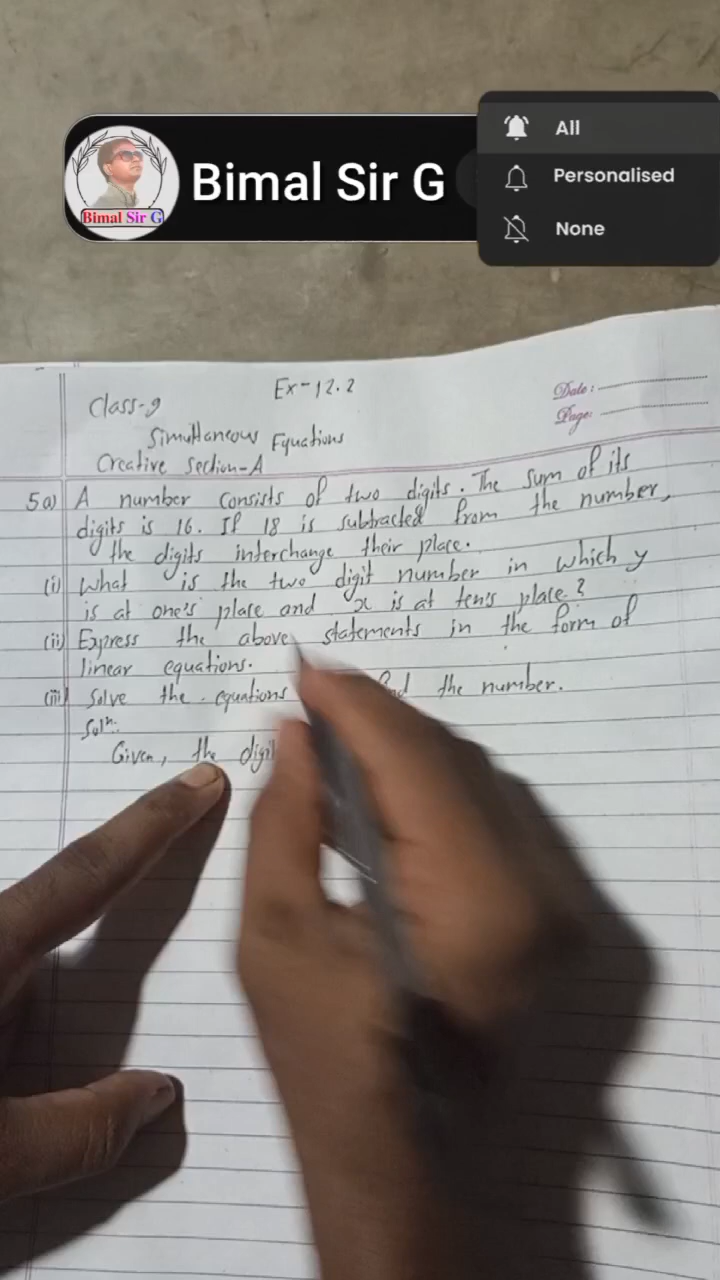 All
Personalised
None
Bimal Sir G
Bimal Sir G
Ex-12.2
Date:
Page:
Class-9
Simultaneous Equations
Creative Section-A
5a) A number consists of two digits. The sum of its
digits is 16. If 18 is subtracted from the number,
the digits interchange their place.
(i) What is the two digit number in which y
is at one's place and x is at ten's place?
(ii) Express the above statements in the form of
linear equations.
(iii) Solve the equations the number.
Solⁿ:
Given, the